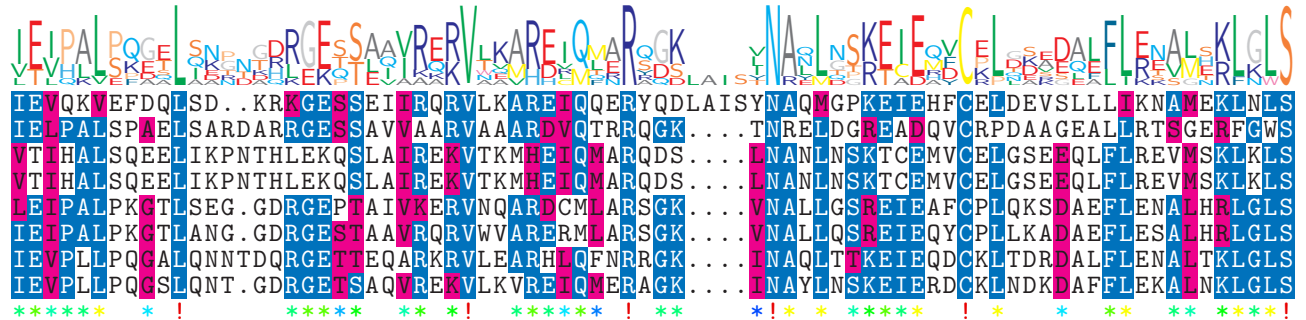 IEVQKVEFDQLSD..KRKGESSEIIRQRVLKAREIQQERYQDLAISYNAQMGPKEIEHFCELDEVSLLLIKNAMEKLNLS
IELPALSPAELSARDARRGESSAVVAARVAAARDVQTRRQGK....TNRELDGREADQVCRPDAAGEALLRTSGERFGWS
VTIHALSQEELIKPNTHLEKQSLAIREKVTKMHEIQMARQDS....LNANLNSKTCEMVCELGSEEQLFLREVMSKLKLS
VTIHALSQEELIKPNTHLEKQSLAIREKVTKMHEIQMARQDS....LNANLNSKTCEMVCELGSEEQLFLREVMSKLKLS
LEIPALPKGTLSEG.GDRGEPTAIVKERVNQARDCMLARSGK....VNALLGSREIEAFCPLQKSDAEFLENALHRLGLS
IEIPALPKGTLANG.GDRGESTAAVRQRVWVARERMLARSGK....VNALLQSREIEQYCPLLKADAEFLESALHRLGLS
IEVPLLPQGALQNNTDQRGETTEQARKRVLEARHLQFNRRGK....INAQLTTKEIEQDCKLTDRDALFLENALTKLGLS
IEVPLLPQGSLQNT.GDRGETSAQVREKVLKVREIQMERAGK....INAYLNSKEIERDCKLNDKDAFFLEKALNKLGLS
******  * !      *****  ** *!  ****** ! **    *!* * *****  ! *   *  **  ** ****!